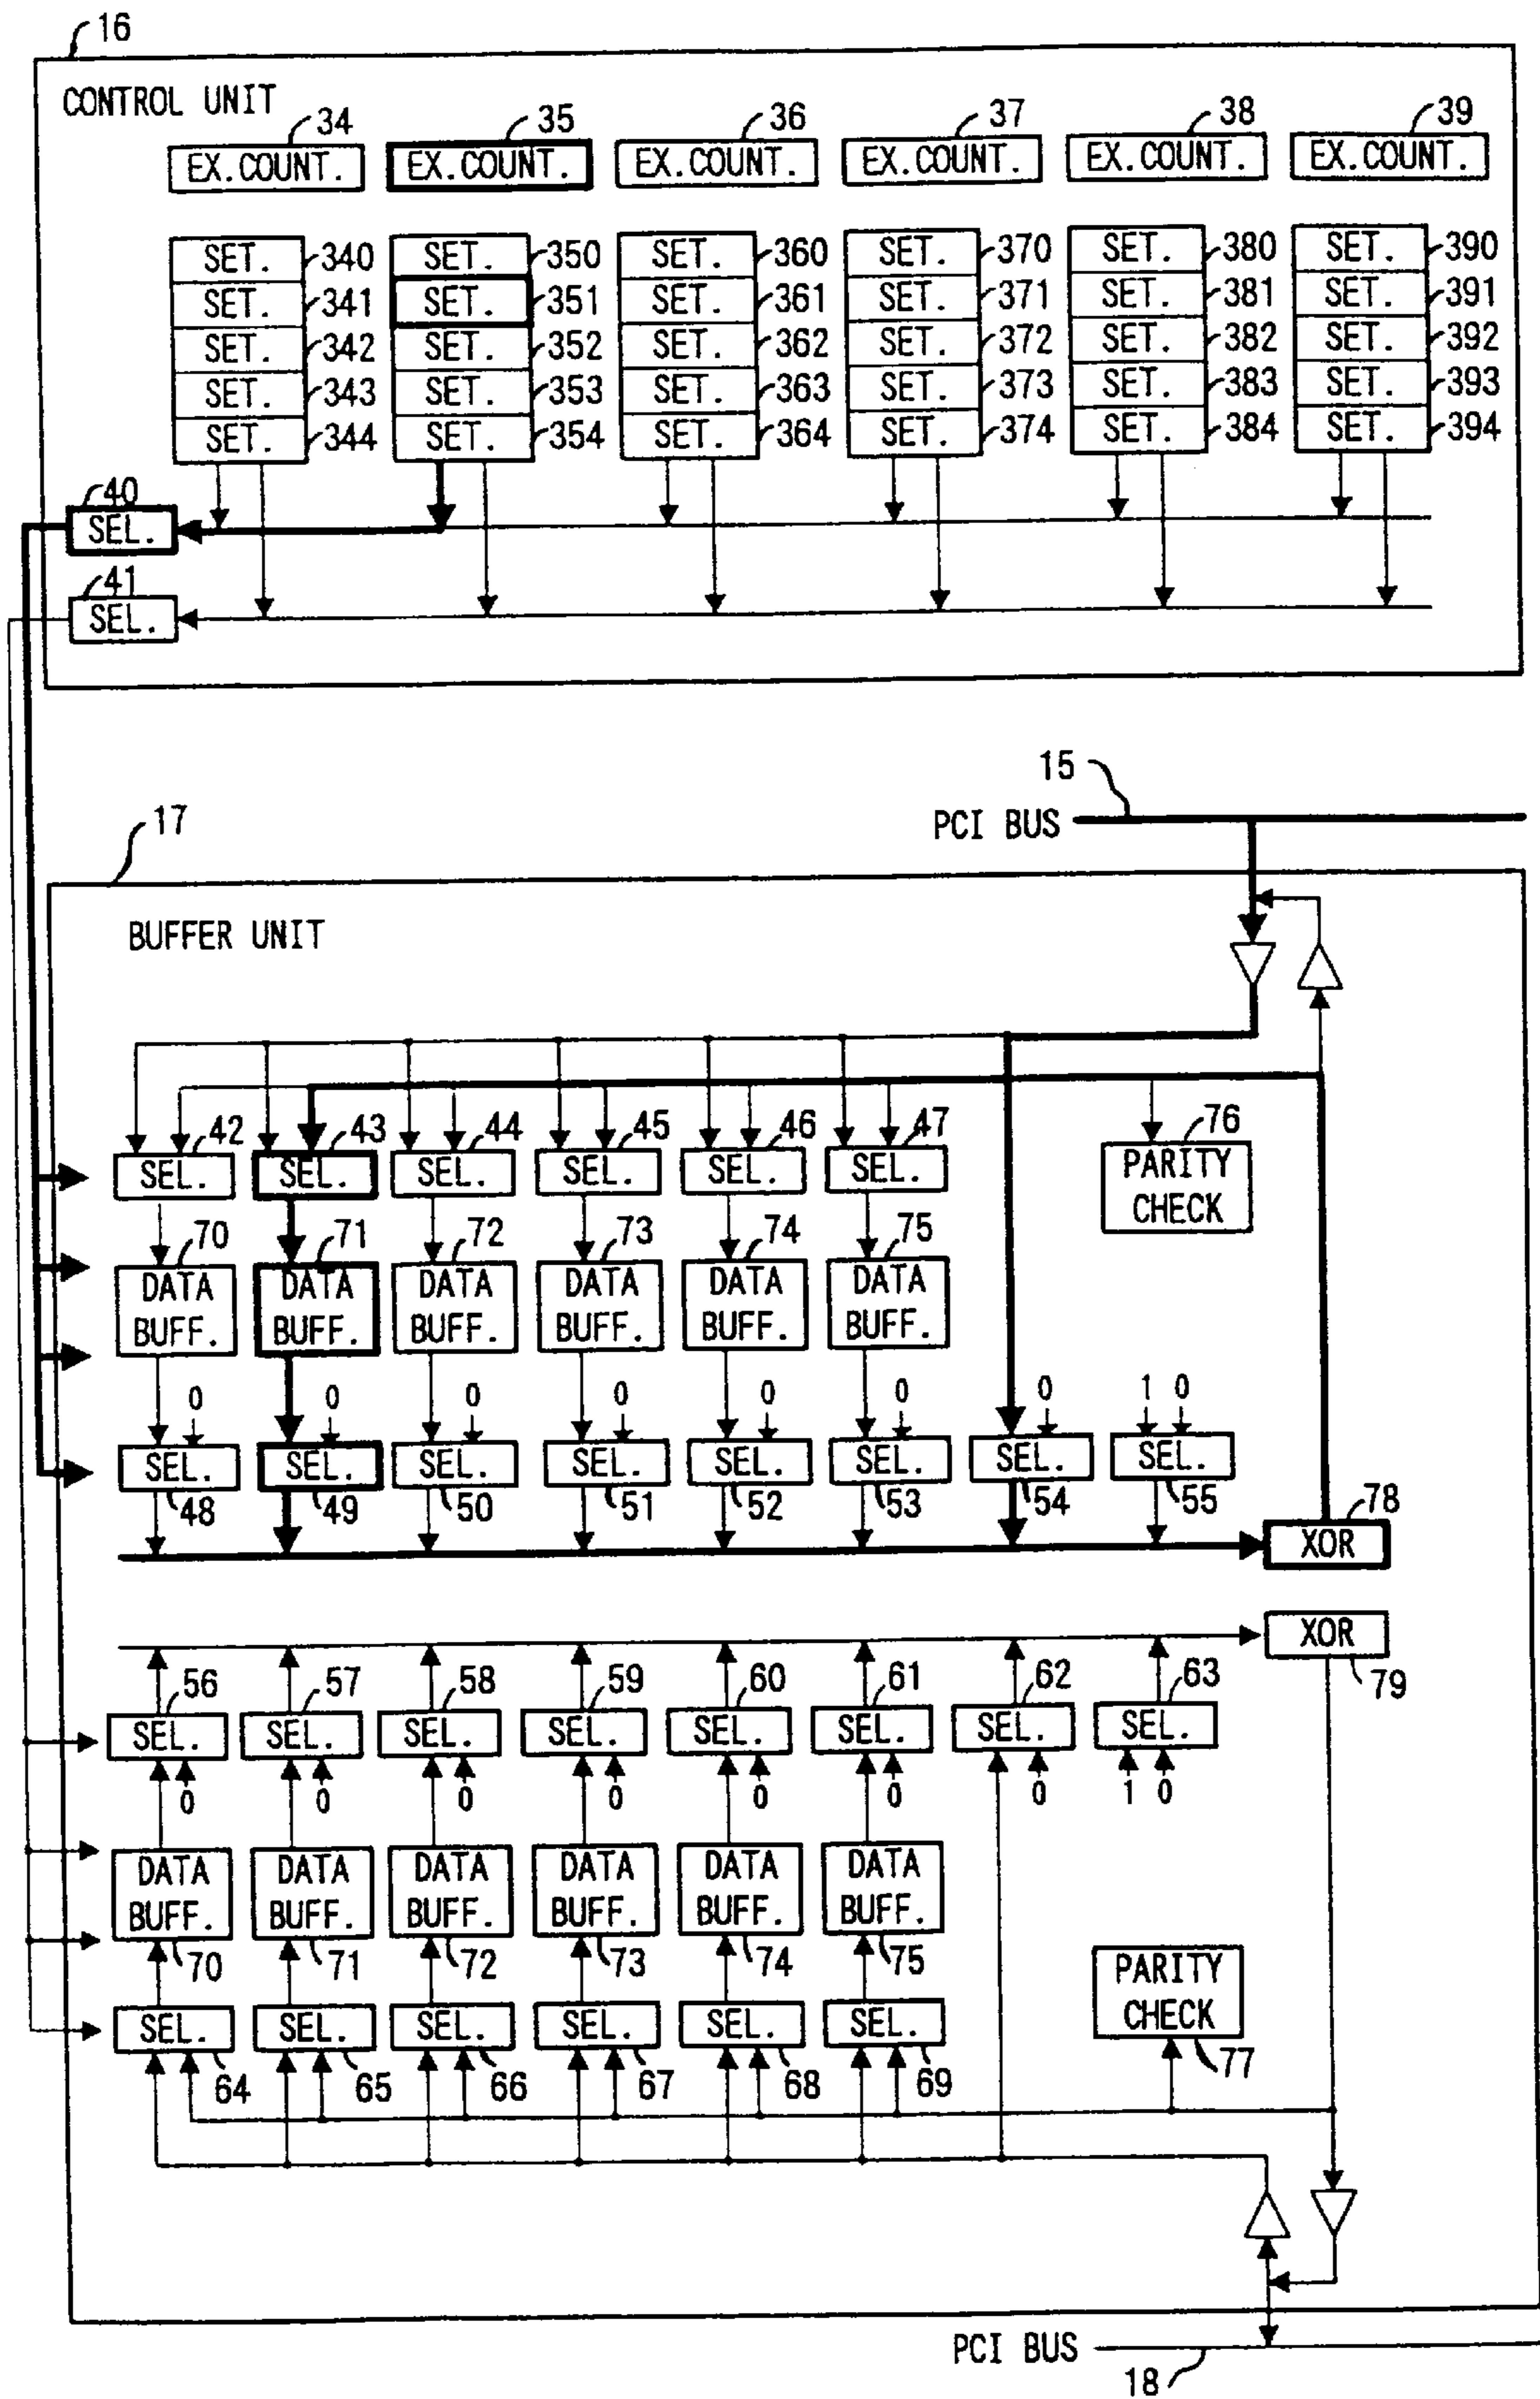 16
CONTROL UNIT
34 35 36 37 38 39
EX.COUNT. EX.COUNT. EX.COUNT. EX.COUNT. EX.COUNT. EX.COUNT.
SET. 340 SET. 350 SET. 360 SET. 370 SET. 380 SET. 390
SET. 341 SET. 351 SET. 361 SET. 371 SET. 381 SET. 391
SET. 342 SET. 352 SET. 362 SET. 372 SET. 382 SET. 392
SET. 343 SET. 353 SET. 363 SET. 373 SET. 383 SET. 393
SET. 344 SET. 354 SET. 364 SET. 374 SET. 384 SET. 394
40
SEL.
41
SEL.
15
PCI BUS
17
BUFFER UNIT
42 43 44 45 46 47 76
SEL. SEL. SEL. SEL. SEL. SEL. PARITY
CHECK
70 71 72 73 74 75
DATA DATA DATA DATA DATA DATA
BUFF. BUFF. BUFF. BUFF. BUFF. BUFF.
0 0 0 0 0 0 0 1 0
SEL. SEL. SEL. SEL. SEL. SEL. SEL. SEL.
48 49 50 51 52 53 54 55 78
XOR
XOR
56 57 58 59 60 61 62 63 79
SEL. SEL. SEL. SEL. SEL. SEL. SEL. SEL.
0 0 0 0 0 0 0 1 0
DATA DATA DATA DATA DATA DATA
BUFF. BUFF. BUFF. BUFF. BUFF. BUFF.
70 71 72 73 74 75
PARITY
CHECK
SEL. SEL. SEL. SEL. SEL. SEL.
64 65 66 67 68 69 77
PCI BUS
18